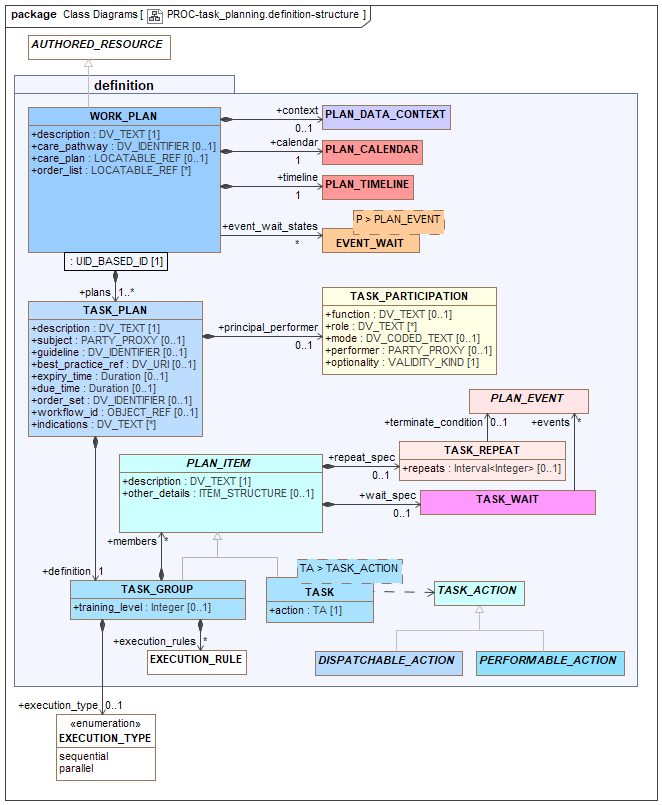 package Class Diagrams [ PROC-task_planning.definition-structure ]
AUTHORED_RESOURCE
definition
WORK_PLAN
+description : DV_TEXT [1]
+care_pathway : DV_IDENTIFIER [0..1]
+care_plan : LOCATABLE_REF [0..1]
+order_list : LOCATABLE_REF [*]
: UID_BASED_ID [1]
+context
0..1
PLAN_DATA_CONTEXT
+calendar
1
PLAN_CALENDAR
+timeline
1
PLAN_TIMELINE
+event_wait_states
*
P > PLAN_EVENT
EVENT_WAIT
+plans
1..*
TASK_PLAN
+description : DV_TEXT [1]
+subject : PARTY_PROXY [0..1]
+guideline : DV_IDENTIFIER [0..1]
+best_practice_ref : DV_URI [0..1]
+expiry_time : Duration [0..1]
+due_time : Duration [0..1]
+order_set : DV_IDENTIFIER [0..1]
+workflow_id : OBJECT_REF [0..1]
+indications : DV_TEXT [*]
+principal_performer
0..1
TASK_PARTICIPATION
+function : DV_TEXT [0..1]
+role : DV_TEXT [*]
+mode : DV_CODED_TEXT [0..1]
+performer : PARTY_PROXY [0..1]
+optionality : VALIDITY_KIND [1]
PLAN_EVENT
+terminate_condition
0..1
+events
*
TASK_REPEAT
+repeats : Interval<Integer> [0..1]
+repeat_spec
0..1
PLAN_ITEM
+description : DV_TEXT [1]
+other_details : ITEM_STRUCTURE [0..1]
+wait_spec
0..1
TASK_WAIT
+members
*
+definition
1
TASK_GROUP
+training_level : Integer [0..1]
TA > TASK_ACTION
TASK
+action : TA [1]
TASK_ACTION
+execution_rules
*
EXECUTION_RULE
DISPATCHABLE_ACTION
PERFORMABLE_ACTION
+execution_type
0..1
«enumeration»
EXECUTION_TYPE
sequential
parallel